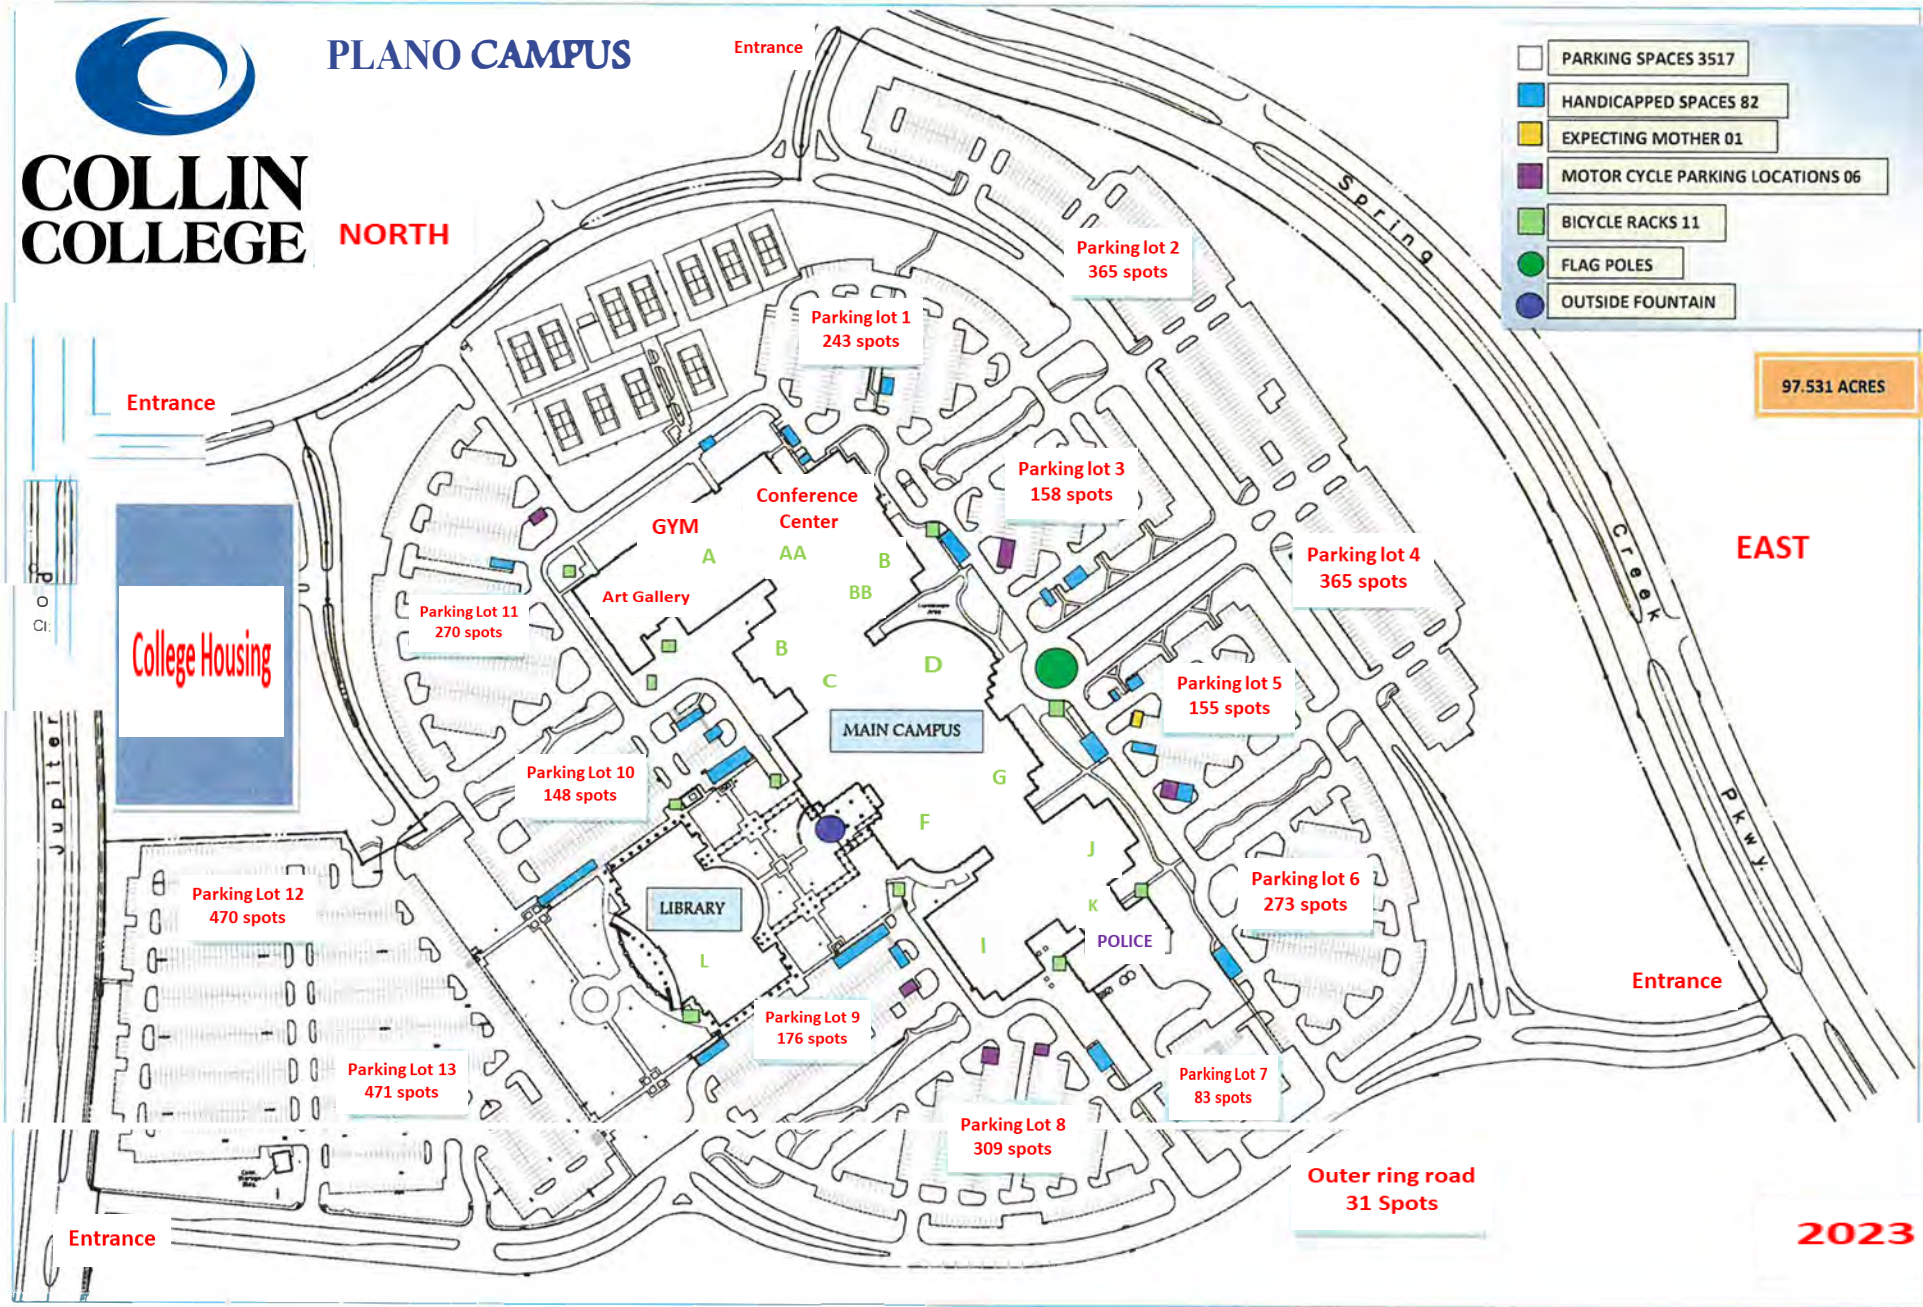 COLLIN
COLLEGE
PLANO CAMPUS
NORTH
Entrance
PARKING SPACES 3517
HANDICAPPED SPACES 82
EXPECTING MOTHER 01
MOTOR CYCLE PARKING LOCATIONS 06
BICYCLE RACKS 11
FLAG POLES
OUTSIDE FOUNTAIN
97.531 ACRES
Spring
Creek
Pkwy.
EAST
Parking lot 2
365 spots
Parking lot 1
243 spots
Entrance
Parking lot 3
158 spots
Conference
Center
GYM
A
AA
B
BB
Art Gallery
Parking lot 4
365 spots
Parking Lot 11
270 spots
College Housing
Jupiter
B
C
D
Parking lot 5
155 spots
MAIN CAMPUS
G
F
J
K
I
POLICE
Parking Lot 10
148 spots
LIBRARY
L
Parking Lot 12
470 spots
Parking lot 6
273 spots
Entrance
Parking Lot 9
176 spots
Parking Lot 13
471 spots
Parking Lot 7
83 spots
Parking Lot 8
309 spots
Outer ring road
31 Spots
Entrance
2023